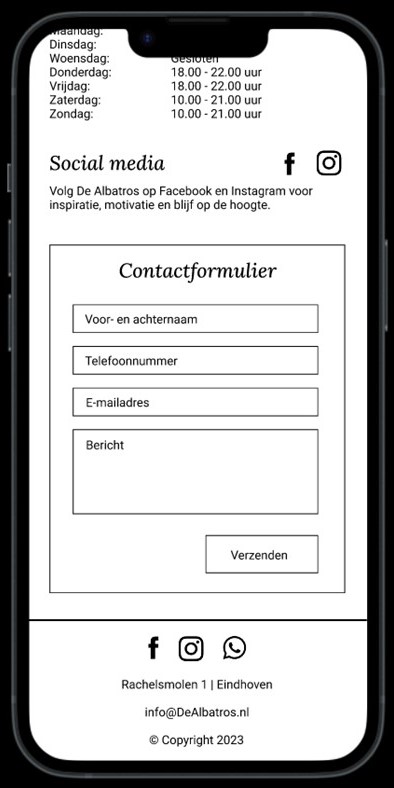 Maandag:
Dinsdag:
Woensdag: Gesloten
Donderdag: 18.00 - 22.00 uur
Vrijdag: 18.00 - 22.00 uur
Zaterdag: 10.00 - 21.00 uur
Zondag: 10.00 - 21.00 uur
Social media
Volg De Albatros op Facebook en Instagram voor
inspiratie, motivatie en blijf op de hoogte.
Contactformulier
Voor- en achternaam
Telefoonnummer
E-mailadres
Bericht
Verzenden
Rachelsmolen 1 | Eindhoven
info@DeAlbatros.nl
© Copyright 2023